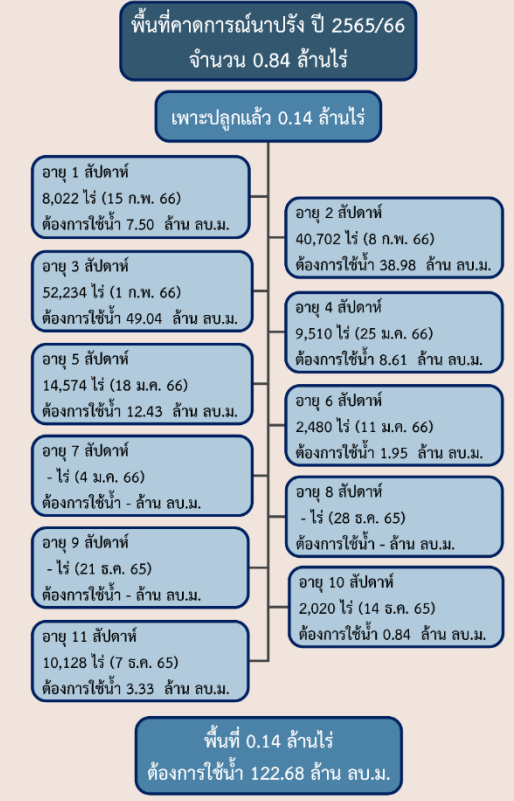 พื้นที่คาดการณ์นาปรัง ปี 2565/66
จำนวน 0.84 ล้านไร่
เพาะปลูกแล้ว 0.14 ล้านไร่
อายุ 1 สัปดาห์
8,022 ไร่ (15 ก.พ. 66)
ต้องการใช้น้ำ 7.50 ล้าน ลบ.ม.
อายุ 2 สัปดาห์
40,702 ไร่ (8 ก.พ. 66)
ต้องการใช้น้ำ 38.98 ล้าน ลบ.ม.
อายุ 3 สัปดาห์
52,234 ไร่ (1 ก.พ. 66)
ต้องการใช้น้ำ 49.04 ล้าน ลบ.ม.
อายุ 4 สัปดาห์
9,510 ไร่ (25 ม.ค. 66)
ต้องการใช้น้ำ 8.61 ล้าน ลบ.ม.
อายุ 5 สัปดาห์
14,574 ไร่ (18 ม.ค. 66)
ต้องการใช้น้ำ 12.43 ล้าน ลบ.ม.
อายุ 6 สัปดาห์
2,480 ไร่ (11 ม.ค. 66)
ต้องการใช้น้ำ 1.95 ล้าน ลบ.ม.
อายุ 7 สัปดาห์
- ไร่ (4 ม.ค. 66)
ต้องการใช้น้ำ - ล้าน ลบ.ม.
อายุ 8 สัปดาห์
- ไร่ (28 ธ.ค. 65)
ต้องการใช้น้ำ - ล้าน ลบ.ม.
อายุ 9 สัปดาห์
- ไร่ (21 ธ.ค. 65)
ต้องการใช้น้ำ - ล้าน ลบ.ม.
อายุ 10 สัปดาห์
2,020 ไร่ (14 ธ.ค. 65)
ต้องการใช้น้ำ 0.84 ล้าน ลบ.ม.
อายุ 11 สัปดาห์
10,128 ไร่ (7 ธ.ค. 65)
ต้องการใช้น้ำ 3.33 ล้าน ลบ.ม.
พื้นที่ 0.14 ล้านไร่
ต้องการใช้น้ำ 122.68 ล้าน ลบ.ม.